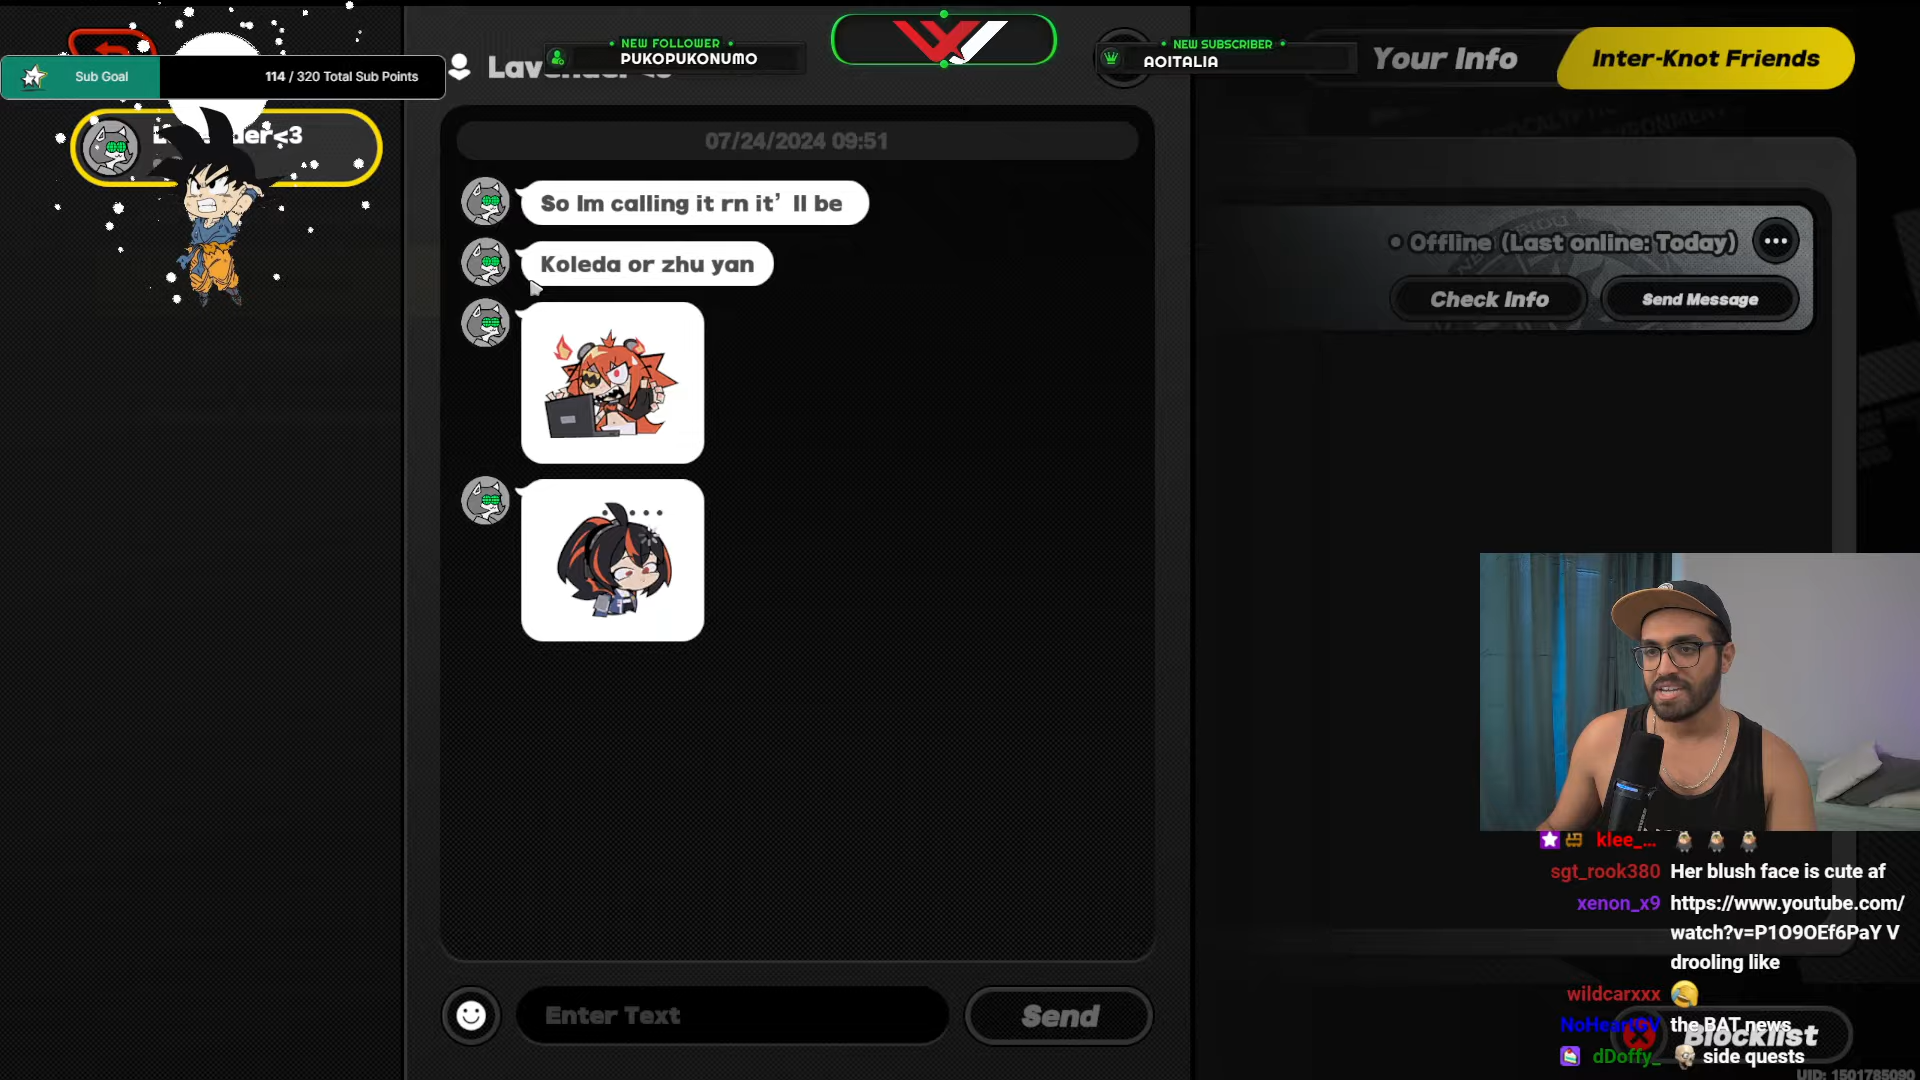 Sub Goal
114 / 320 Total Sub Points
NEW FOLLOWER
PUKOPUKONUMO
NEW SUBSCRIBER
AOITALIA
Your Info
Inter-Knot Friends
07/24/2024 09:51
So Im calling it rn it' ll be
Koleda or zhu yan
Offline (Last online: Today)
Check Info
Send Message
Enter Text
Send
klee_...
sgt_rook380 Her blush face is cute af
xenon_x9 https://www.youtube.com/
watch?v=P1O9OEf6PaY V
drooling like
wildcarxxx
NoHeartGV the BAT news
Blocklist
dDoffy_ side quests
UID: 1501785090